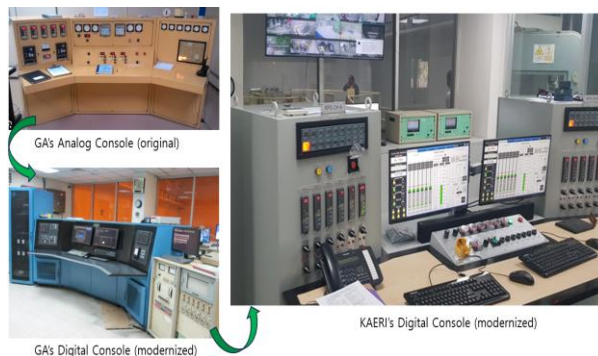 GA's Analog Console (original)
GA's Digital Console (modernized)
KAERI's Digital Console (modernized)